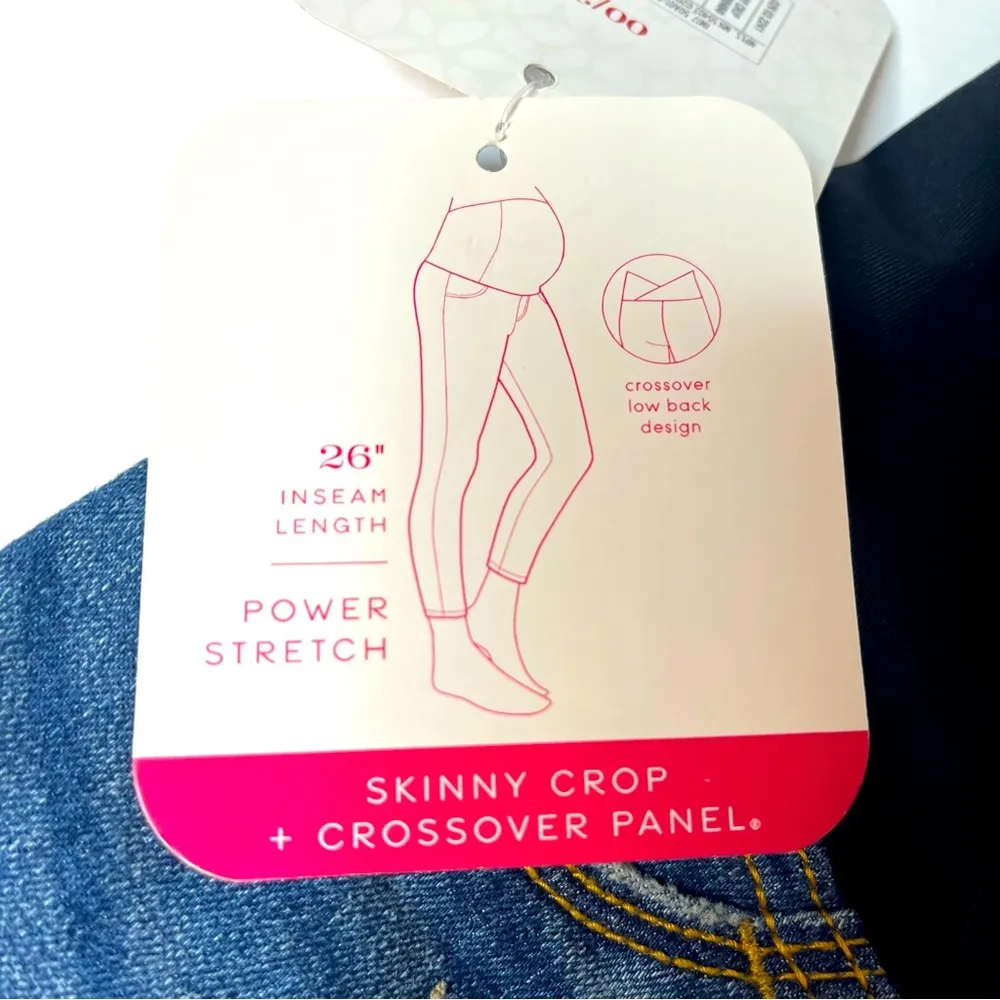 26"
INSEAM
LENGTH
POWER
STRETCH
crossover
low back
design
SKINNY CROP
+ CROSSOVER PANEL®